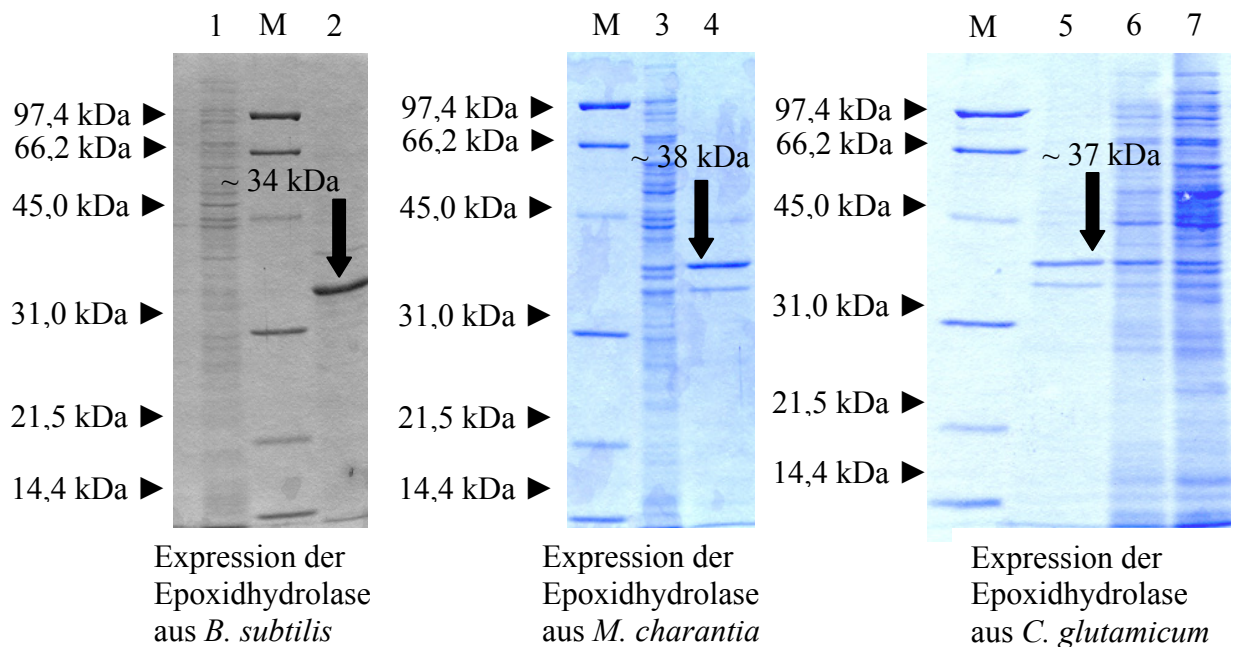 1 M 2
97,4 kDa ►
66,2 kDa ►
~ 34 kDa
45,0 kDa ►
31,0 kDa ►
21,5 kDa ►
14,4 kDa ►
Expression der
Epoxidhydrolase
aus B. subtilis
M 3 4
97,4 kDa ►
66,2 kDa ►
~ 38 kDa
45,0 kDa ►
31,0 kDa ►
21,5 kDa ►
14,4 kDa ►
Expression der
Epoxidhydrolase
aus M. charantia
M 5 6 7
97,4 kDa ►
66,2 kDa ►
~ 37 kDa
45,0 kDa ►
31,0 kDa ►
21,5 kDa ►
14,4 kDa ►
Expression der
Epoxidhydrolase
aus C. glutamicum